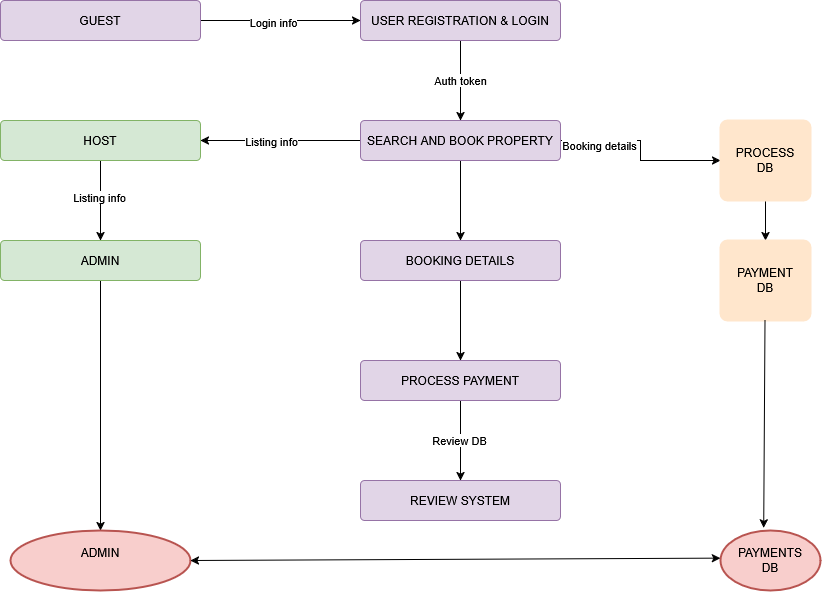 GUEST
Login info
USER REGISTRATION & LOGIN
Auth token
HOST
Listing info
SEARCH AND BOOK PROPERTY
Booking details
PROCESS
DB
Listing info
ADMIN
BOOKING DETAILS
PAYMENT
DB
PROCESS PAYMENT
Review DB
REVIEW SYSTEM
ADMIN
PAYMENTS
DB